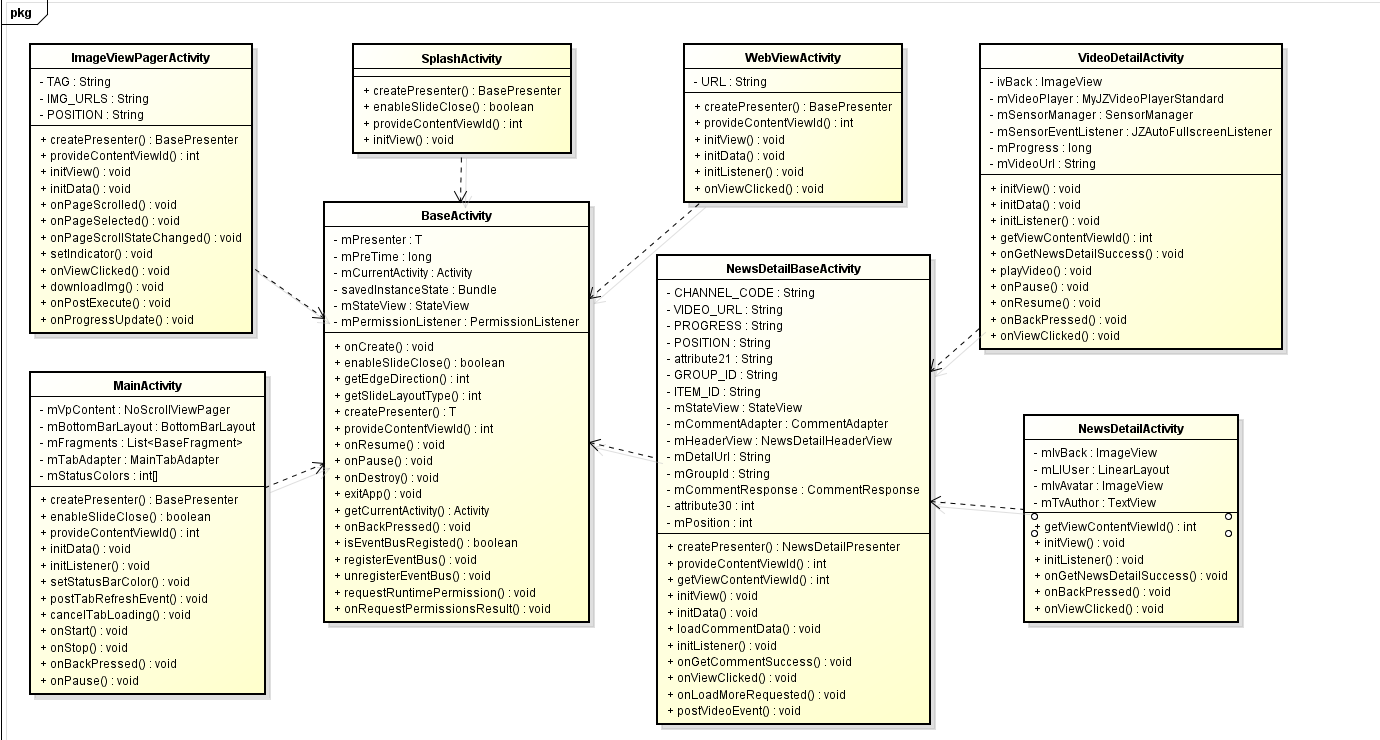 pkg
ImageViewPagerActivity
- TAG : String
- IMG_URLS : String
- POSITION : String
+ createPresenter() : BasePresenter
+ provideContentViewId() : int
+ initView() : void
+ initData() : void
+ onPageScrolled() : void
+ onPageSelected() : void
+ onPageScrollStateChanged() : void
+ setIndicator() : void
+ onViewClicked() : void
+ downloadImg() : void
+ onPostExecute() : void
+ onProgressUpdate() : void
SplashActivity
+ createPresenter() : BasePresenter
+ enableSlideClose() : boolean
+ provideContentViewId() : int
+ initView() : void
WebViewActivity
- URL : String
+ createPresenter() : BasePresenter
+ provideContentViewId() : int
+ initView() : void
+ initData() : void
+ initListener() : void
+ onViewClicked() : void
VideoDetailActivity
- ivBack : ImageView
- mVideoPlayer : MyJZVideoPlayerStandard
- mSensorManager : SensorManager
- mSensorEventListener : JZAutoFullscreenListener
- mProgress : long
- mVideoUrl : String
+ initView() : void
+ initData() : void
+ initListener() : void
+ getViewContentViewId() : int
+ onGetNewsDetailSuccess() : void
+ playVideo() : void
+ onPause() : void
+ onResume() : void
+ onBackPressed() : void
+ onViewClicked() : void
BaseActivity
- mPresenter : T
- mPreTime : long
- mCurrentActivity : Activity
- savedInstanceState : Bundle
- mStateView : StateView
- mPermissionListener : PermissionListener
+ onCreate() : void
+ enableSlideClose() : boolean
+ getEdgeDirection() : int
+ getSlideLayoutType() : int
+ createPresenter() : T
+ provideContentViewId() : int
+ onResume() : void
+ onPause() : void
+ onDestroy() : void
+ exitApp() : void
+ getCurrentActivity() : Activity
+ onBackPressed() : void
+ isEventBusRegisted() : boolean
+ registerEventBus() : void
+ unregisterEventBus() : void
+ requestRuntimePermission() : void
+ onRequestPermissionsResult() : void
NewsDetailBaseActivity
- CHANNEL_CODE : String
- VIDEO_URL : String
- PROGRESS : String
- POSITION : String
- attribute21 : String
- GROUP_ID : String
- ITEM_ID : String
- mStateView : StateView
- mCommentAdapter : CommentAdapter
- mHeaderView : NewsDetailHeaderView
- mDetalUrl : String
- mGroupId : String
- mCommentResponse : CommentResponse
- attribute30 : int
- mPosition : int
+ createPresenter() : NewsDetailPresenter
+ provideContentViewId() : int
+ getViewContentViewId() : int
+ initView() : void
+ initData() : void
+ loadCommentData() : void
+ initListener() : void
+ onGetCommentSuccess() : void
+ onViewClicked() : void
+ onLoadMoreRequested() : void
+ postVideoEvent() : void
MainActivity
- mVpContent : NoScrollViewPager
- mBottomBarLayout : BottomBarLayout
- mFragments : List<BaseFragment>
- mTabAdapter : MainTabAdapter
- mStatusColors : int[]
+ createPresenter() : BasePresenter
+ enableSlideClose() : boolean
+ provideContentViewId() : int
+ initData() : void
+ initListener() : void
+ setStatusBarColor() : void
+ postTabRefreshEvent() : void
+ cancelTabLoading() : void
+ onStart() : void
+ onStop() : void
+ onBackPressed() : void
+ onPause() : void
NewsDetailActivity
- mIvBack : ImageView
- mLlUser : LinearLayout
- mIvAvatar : ImageView
- mTvAuthor : TextView
+ getViewContentViewId() : int
+ initView() : void
+ initListener() : void
+ onGetNewsDetailSuccess() : void
+ onBackPressed() : void
+ onViewClicked() : void